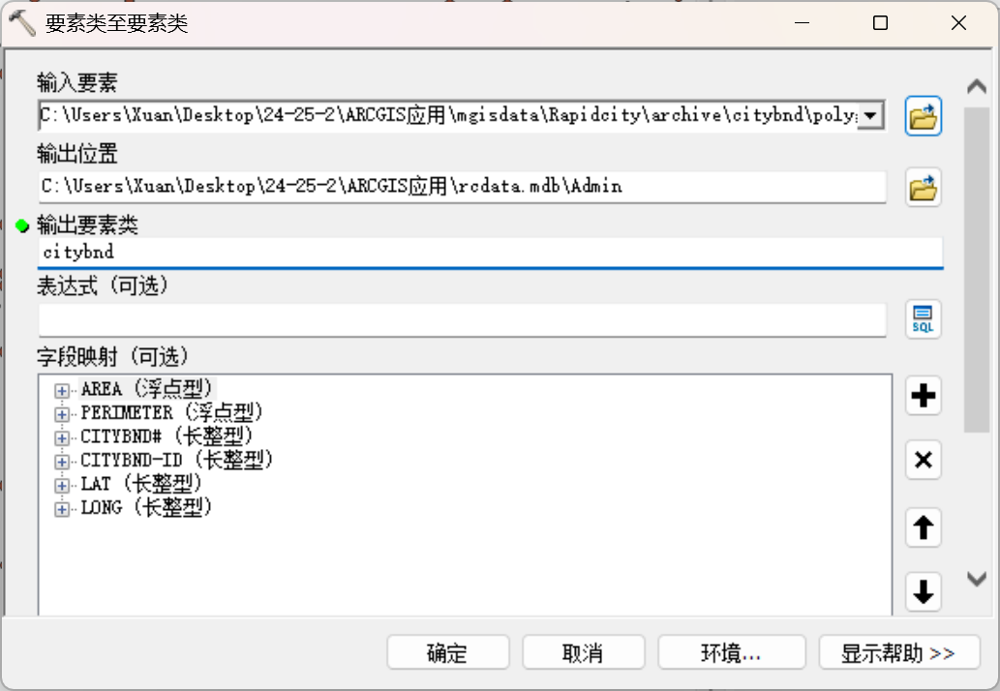 要素类至要素类
输入要素
C:\Users\Xuan\Desktop\24-25-2\ARCGIS应用\mgisdata\Rapidcity\archive\citybnd\poly
输出位置
C:\Users\Xuan\Desktop\24-25-2\ARCGIS应用\rcdata.mdb\Admin
输出要素类
citybnd
表达式 (可选)
SQL
字段映射 (可选)
AREA (浮点型)
PERIMETER (浮点型)
CITYBND# (长整型)
CITYBND-ID (长整型)
LAT (长整型)
LONG (长整型)
确定 取消 环境... 显示帮助 >>